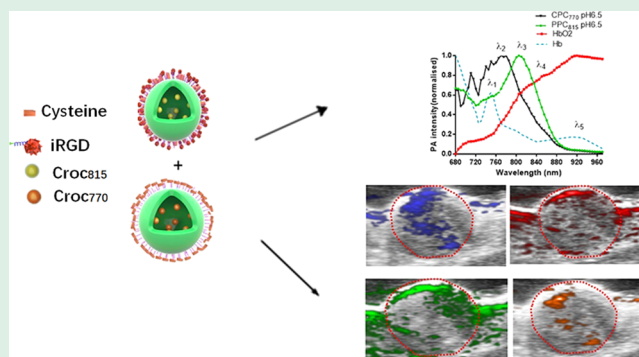 Cysteine
iRGD
Croc815
Croc770
+
CPC770 pH6.5
PPC815 pH6.5
HbO2
Hb
λ1
λ2
λ3
λ4
λ5
PA intensity(normalised)
1.0
0.8
0.6
0.4
0.2
0.0
680 720 760 800 840 880 920 960
Wavelength (nm)